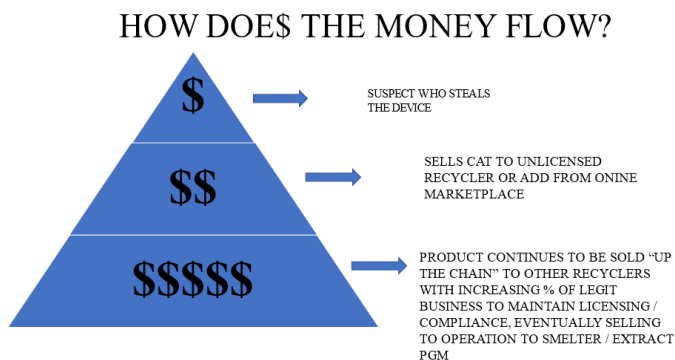 HOW DOE$ THE MONEY FLOW?
$
SUSPECT WHO STEALS
THE DEVICE
$$
SELLS CAT TO UNLICENSED
RECYCLER OR ADD FROM ONINE
MARKETPLACE
$$$$$
PRODUCT CONTINUES TO BE SOLD “UP
THE CHAIN” TO OTHER RECYCLERS
WITH INCREASING % OF LEGIT
BUSINESS TO MAINTAIN LICENSING /
COMPLIANCE, EVENTUALLY SELLING
TO OPERATION TO SMELTER / EXTRACT
PGM